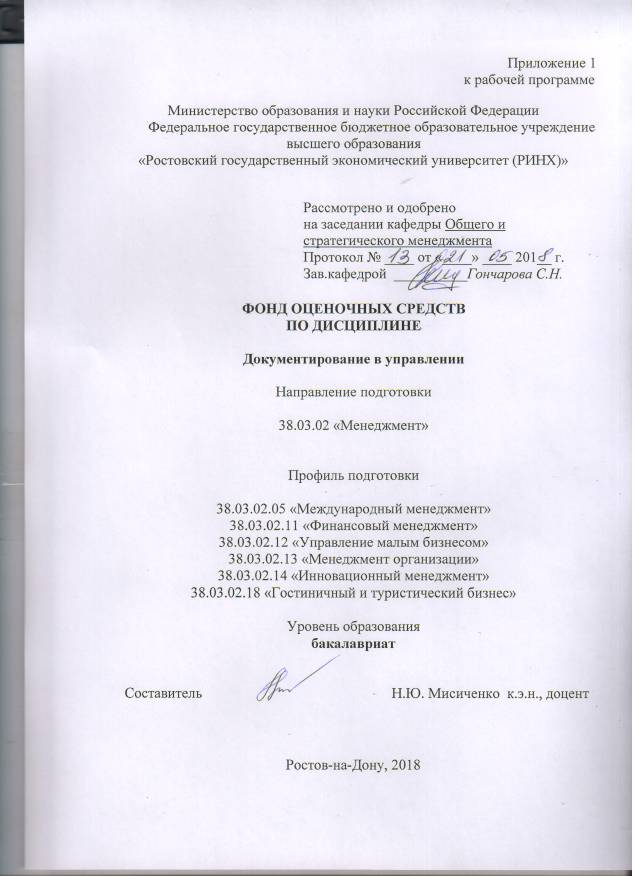 Приложение 1
к рабочей программе
Министерство образования и науки Российской Федерации
Федеральное государственное бюджетное образовательное учреждение
высшего образования
«Ростовский государственный экономический университет (РИНХ)»
Рассмотрено и одобрено
на заседании кафедры Общего и
стратегического менеджмента
Протокол № 13 от «21» 05 2018 г.
Зав.кафедрой Гончарова С.Н.
ФОНД ОЦЕНОЧНЫХ СРЕДСТВ
ПО ДИСЦИПЛИНЕ
Документирование в управлении
Направление подготовки
38.03.02 «Менеджмент»
Профиль подготовки
38.03.02.05 «Международный менеджмент»
38.03.02.11 «Финансовый менеджмент»
38.03.02.12 «Управление малым бизнесом»
38.03.02.13 «Менеджмент организации»
38.03.02.14 «Инновационный менеджмент»
38.03.02.18 «Гостиничный и туристический бизнес»
Уровень образования
бакалавриат
Составитель Н.Ю. Мисиченко к.э.н., доцент
Ростов-на-Дону, 2018